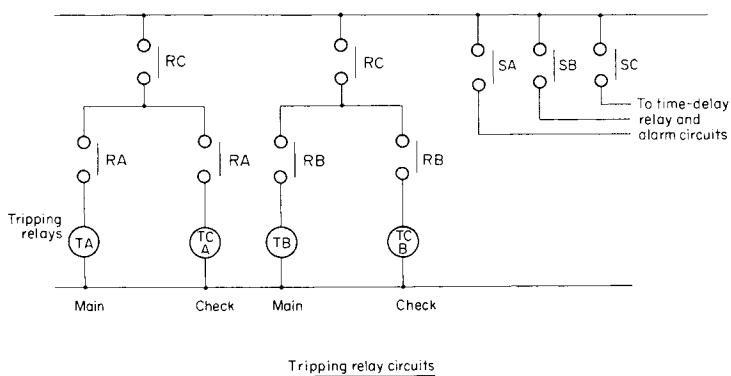 RC RC SA SB SC
To time-delay
relay and
alarm circuits
RA RA RB RB
Tripping
relays
TA TC
A TB TC
B
Main Check Main Check
Tripping relay circuits